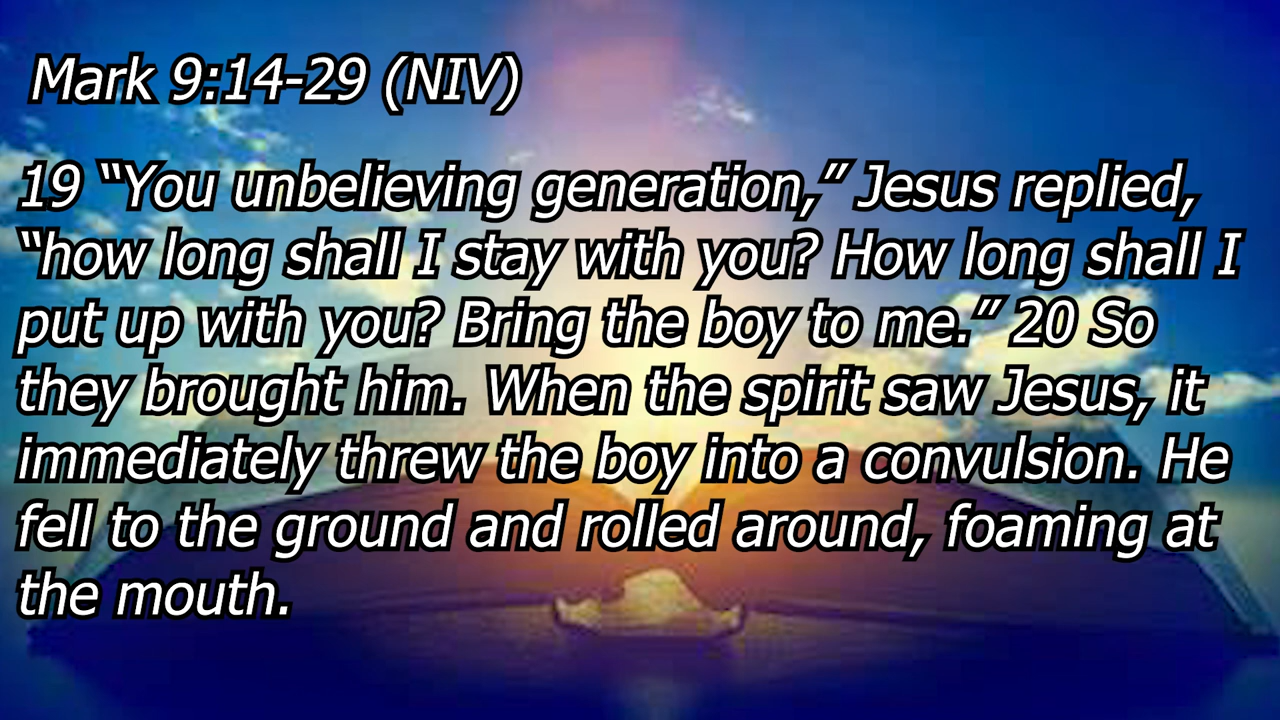 Mark 9:14-29 (NIV)
19 “You unbelieving generation,” Jesus replied,
“how long shall I stay with you? How long shall I
put up with you? Bring the boy to me.” 20 So
they brought him. When the spirit saw Jesus, it
immediately threw the boy into a convulsion. He
fell to the ground and rolled around, foaming at
the mouth.